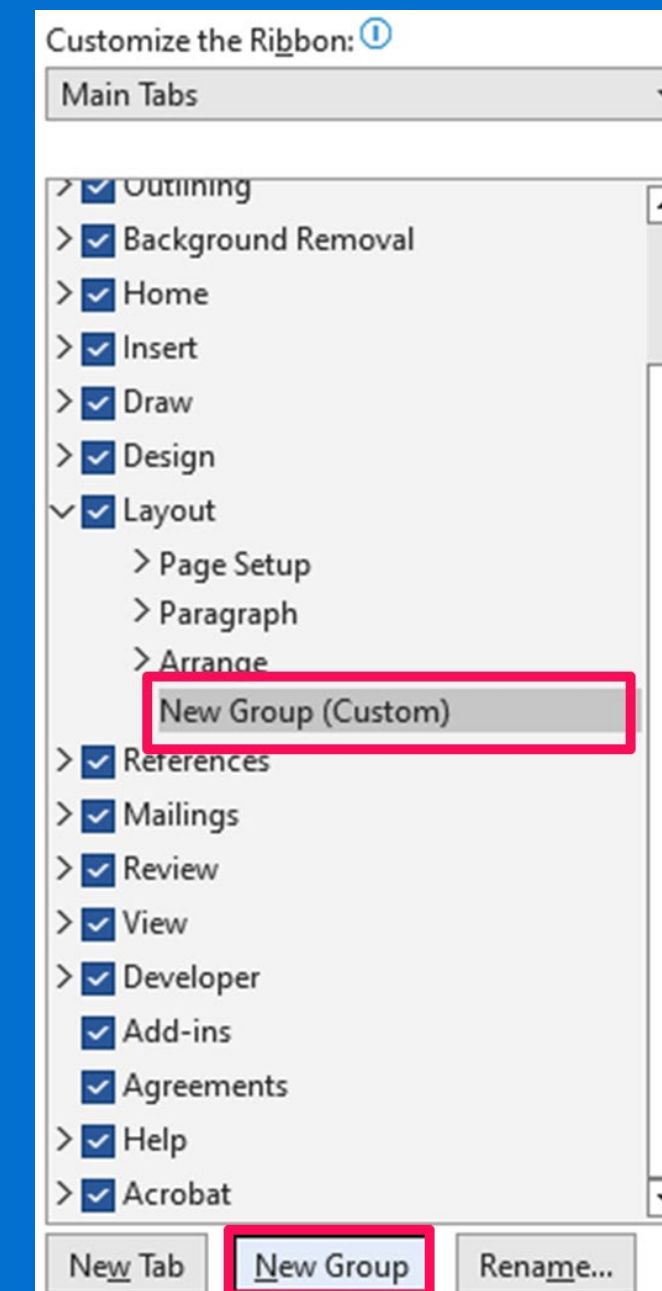 Customize the Ribbon:
Main Tabs
Outlining
Background Removal
Home
Insert
Draw
Design
Layout
Page Setup
Paragraph
Arrange
New Group (Custom)
References
Mailings
Review
View
Developer
Add-ins
Agreements
Help
Acrobat
New Tab New Group Rename...